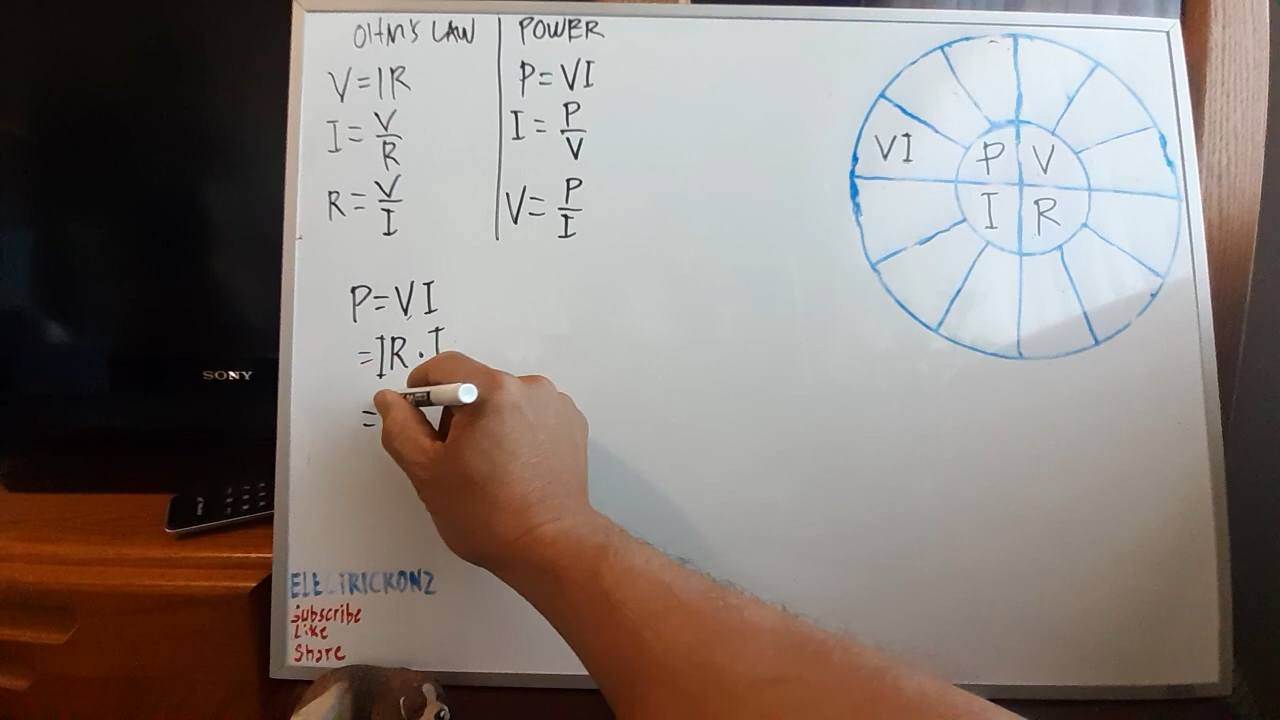 OHM'S LAW
V=IR
I=V/R
R=V/I
POWER
P=VI
I=P/V
V=P/I
P=VI
=IR·I
=
VI
P V
I R
SONY
ELECTRICKONZ
Subscribe
Like
Share